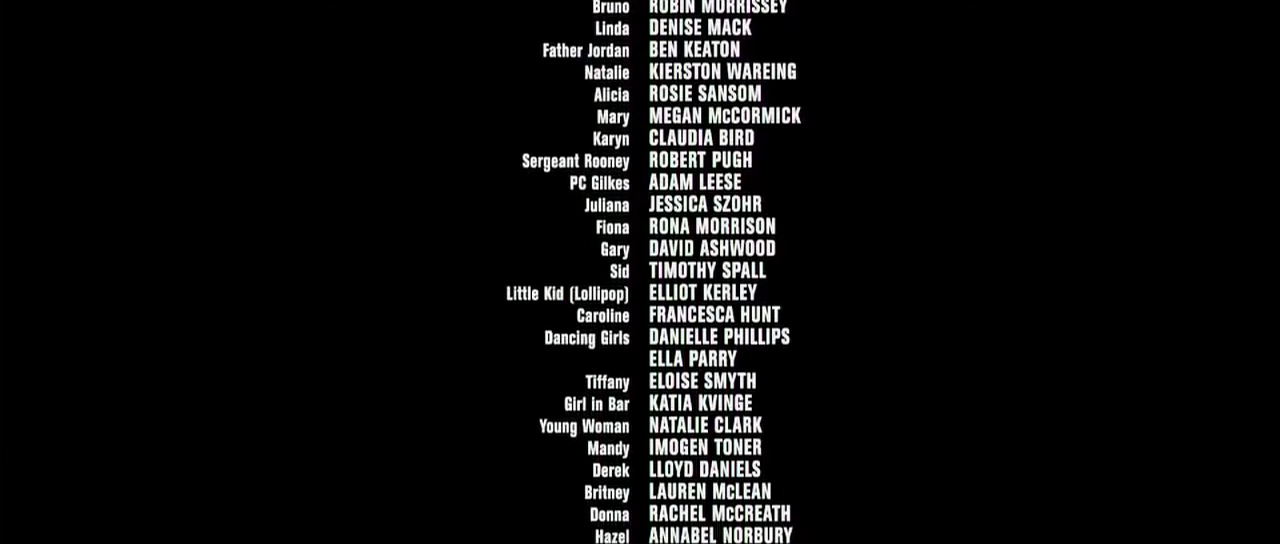 Bruno ROBIN MORRISSEY
Linda DENISE MACK
Father Jordan BEN KEATON
Natalie KIERSTON WAREING
Alicia ROSIE SANSOM
Mary MEGAN McCORMICK
Karyn CLAUDIA BIRD
Sergeant Rooney ROBERT PUGH
PC Gilkes ADAM LEESE
Juliana JESSICA SZOHR
Fiona RONA MORRISON
Gary DAVID ASHWOOD
Sid TIMOTHY SPALL
Little Kid (Lollipop) ELLIOT KERLEY
Caroline FRANCESCA HUNT
Dancing Girls DANIELLE PHILLIPS
ELLA PARRY
Tiffany ELOISE SMYTH
Girl in Bar KATIA KVINGE
Young Woman NATALIE CLARK
Mandy IMOGEN TONER
Derek LLOYD DANIELS
Britney LAUREN McLEAN
Donna RACHEL McCREATH
Hazel ANNABEL NORBURY